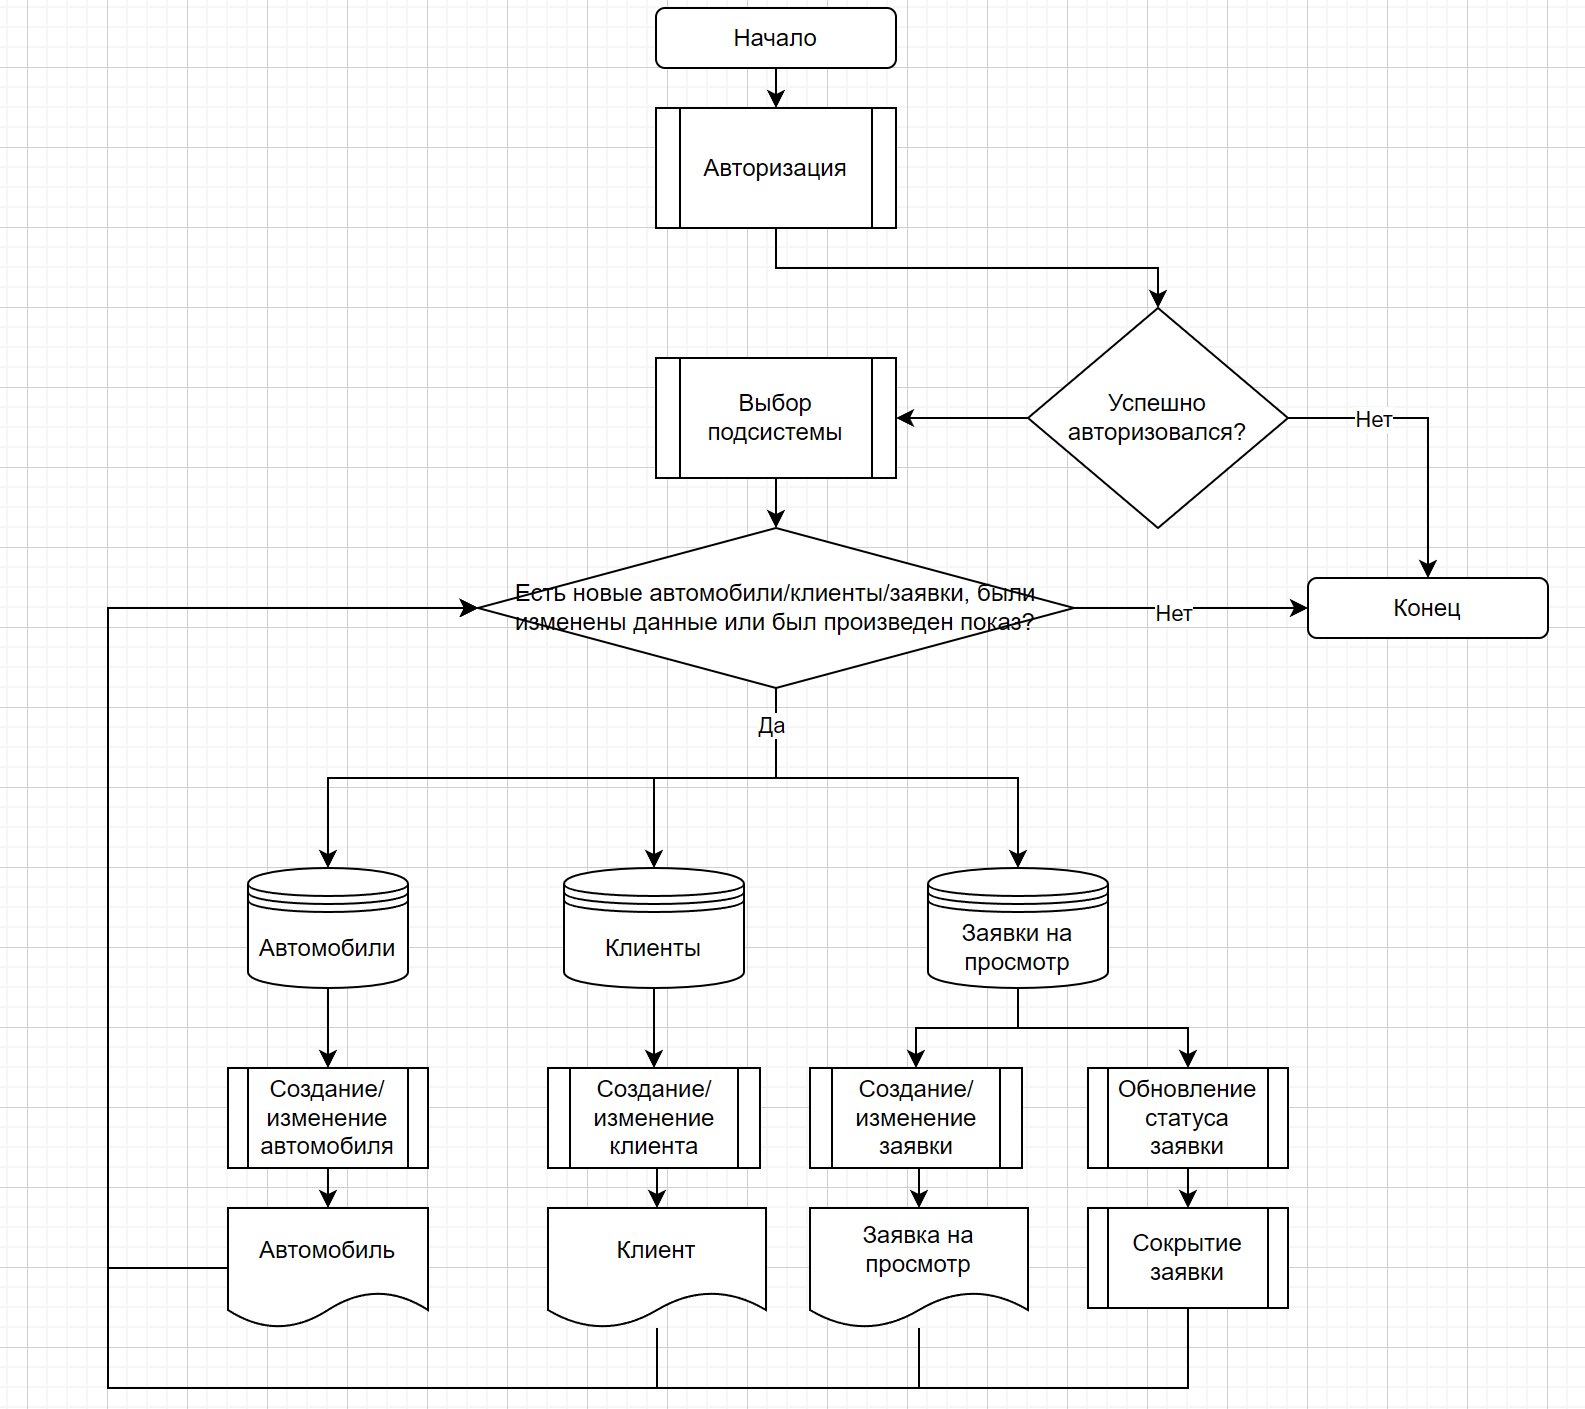 Начало
Авторизация
Выбор
подсистемы
Успешно
авторизовался?
Нет
Есть новые автомобили/клиенты/заявки, были
изменены данные или был произведен показ?
Нет
Конец
Да
Автомобили
Клиенты
Заявки на
просмотр
Создание/
изменение
автомобиля
Создание/
изменение
клиента
Создание/
изменение
заявки
Обновление
статуса
заявки
Автомобиль
Клиент
Заявка на
просмотр
Сокрытие
заявки